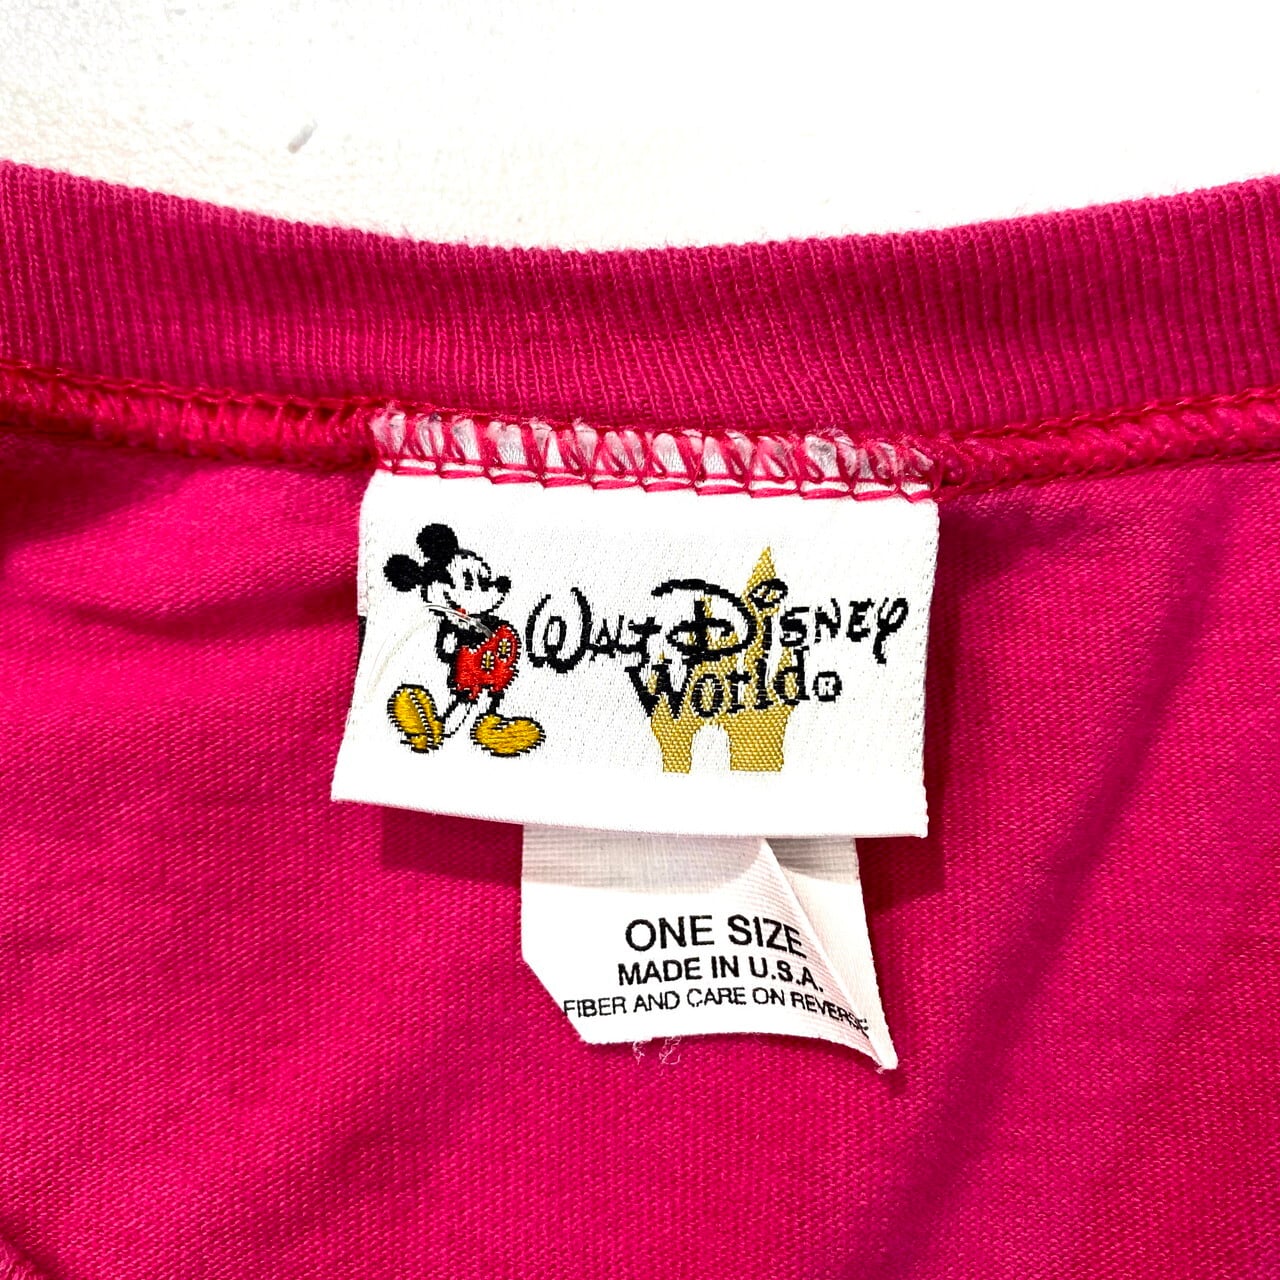 Walt Disney
World®
ONE SIZE
MADE IN U.S.A.
FIBER AND CARE ON REVERSE